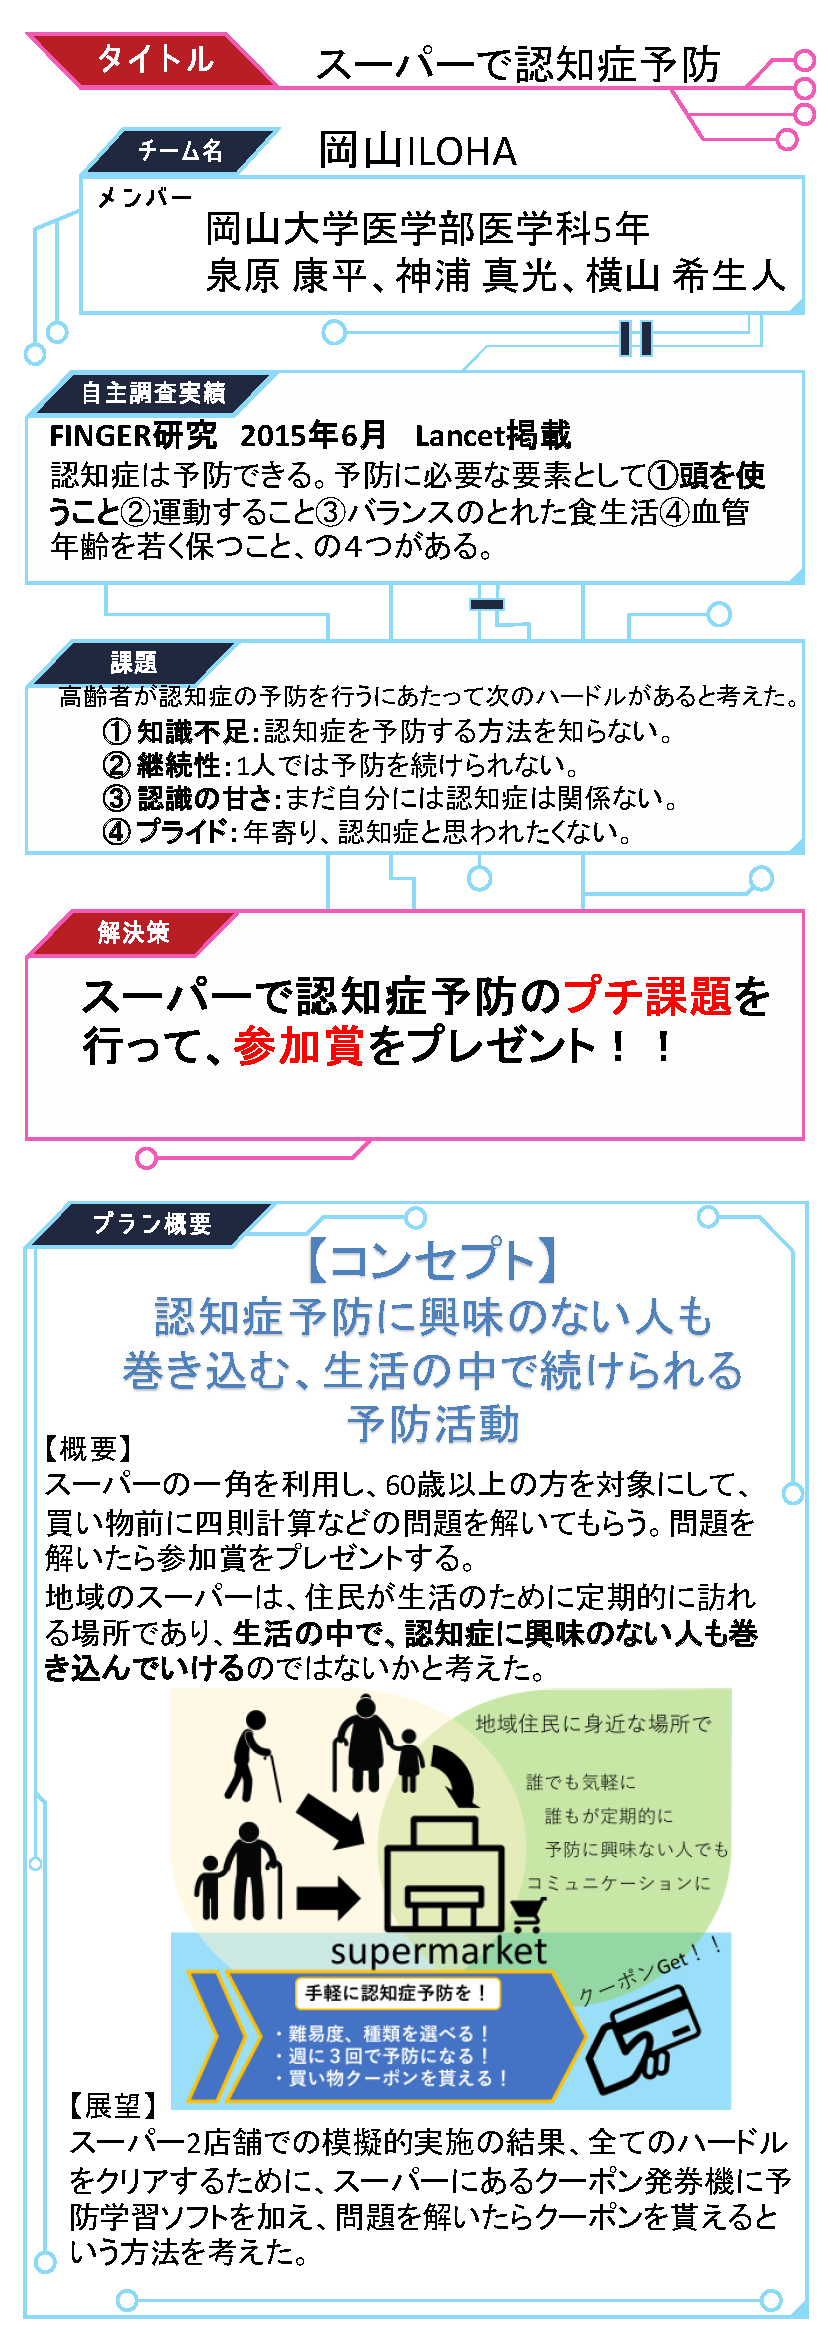 タイトル
スーパーで認知症予防
チーム名
岡山ILOHA
メンバー
岡山大学医学部医学科5年
泉原 康平、神浦 真光、横山 希生人
自主調査実績
FINGER研究　2015年6月　Lancet掲載
認知症は予防できる。予防に必要な要素として①頭を使
うこと②運動すること③バランスのとれた食生活④血管
年齢を若く保つこと、の４つがある。
課題
高齢者が認知症の予防を行うにあたって次のハードルがあると考えた。
① 知識不足：認知症を予防する方法を知らない。
② 継続性：1人では予防を続けられない。
③ 認識の甘さ：まだ自分には認知症は関係ない。
④ プライド：年寄り、認知症と思われたくない。
解決策
スーパーで認知症予防のプチ課題を
行って、参加賞をプレゼント！！
プラン概要
【コンセプト】
認知症予防に興味のない人も
巻き込む、生活の中で続けられる
予防活動
【概要】
スーパーの一角を利用し、60歳以上の方を対象にして、
買い物前に四則計算などの問題を解いてもらう。問題を
解いたら参加賞をプレゼントする。
地域のスーパーは、住民が生活のために定期的に訪れ
る場所であり、生活の中で、認知症に興味のない人も巻
き込んでいけるのではないかと考えた。
地域住民に身近な場所で
誰でも気軽に
誰もが定期的に
予防に興味ない人でも
コミュニケーションに
supermarket
クーポンGet！！
手軽に認知症予防を！
・難易度、種類を選べる！
・週に３回で予防になる！
・買い物クーポンを貰える！
【展望】
スーパー2店舗での模擬的実施の結果、全てのハードル
をクリアするために、スーパーにあるクーポン発券機に予
防学習ソフトを加え、問題を解いたらクーポンを貰えると
いう方法を考えた。